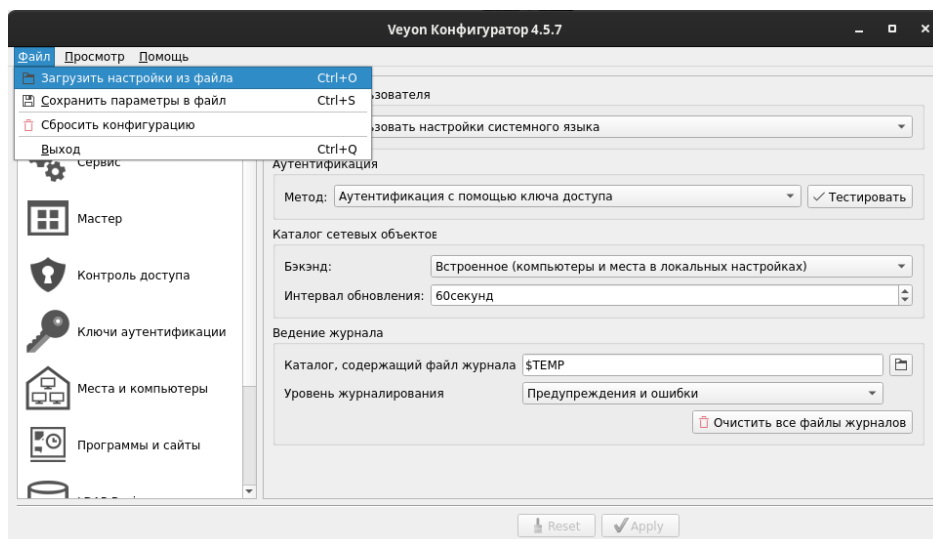 Veyon Конфигуратор 4.5.7
Файл Просмотр Помощь
Загрузить настройки из файла Ctrl+O
Сохранить параметры в файл Ctrl+S
Сбросить конфигурацию
Выход Ctrl+Q
Сервис
Мастер
Контроль доступа
Ключи аутентификации
Места и компьютеры
Программы и сайты
настройки системного языка
Аутентификация
Метод: Аутентификация с помощью ключа доступа Тестировать
Каталог сетевых объектов
Бэкэнд: Встроенное (компьютеры и места в локальных настройках)
Интервал обновления: 60секунд
Ведение журнала
Каталог, содержащий файл журнала $TEMP
Уровень журналирования Предупреждения и ошибки
Очистить все файлы журналов
Reset Apply